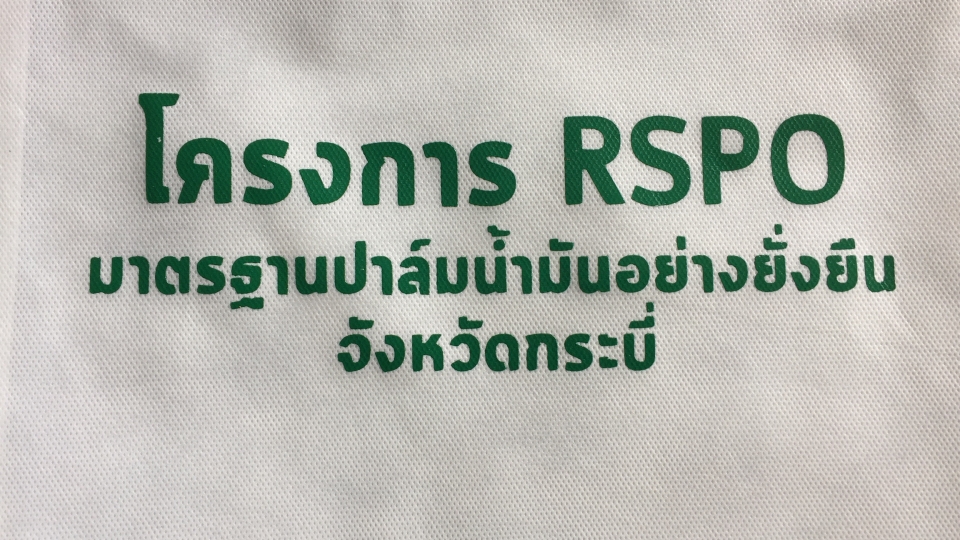 โครงการ RSPO
มาตรฐานปาล์มน้ำมันอย่างยั่งยืน
จังหวัดกระบี่